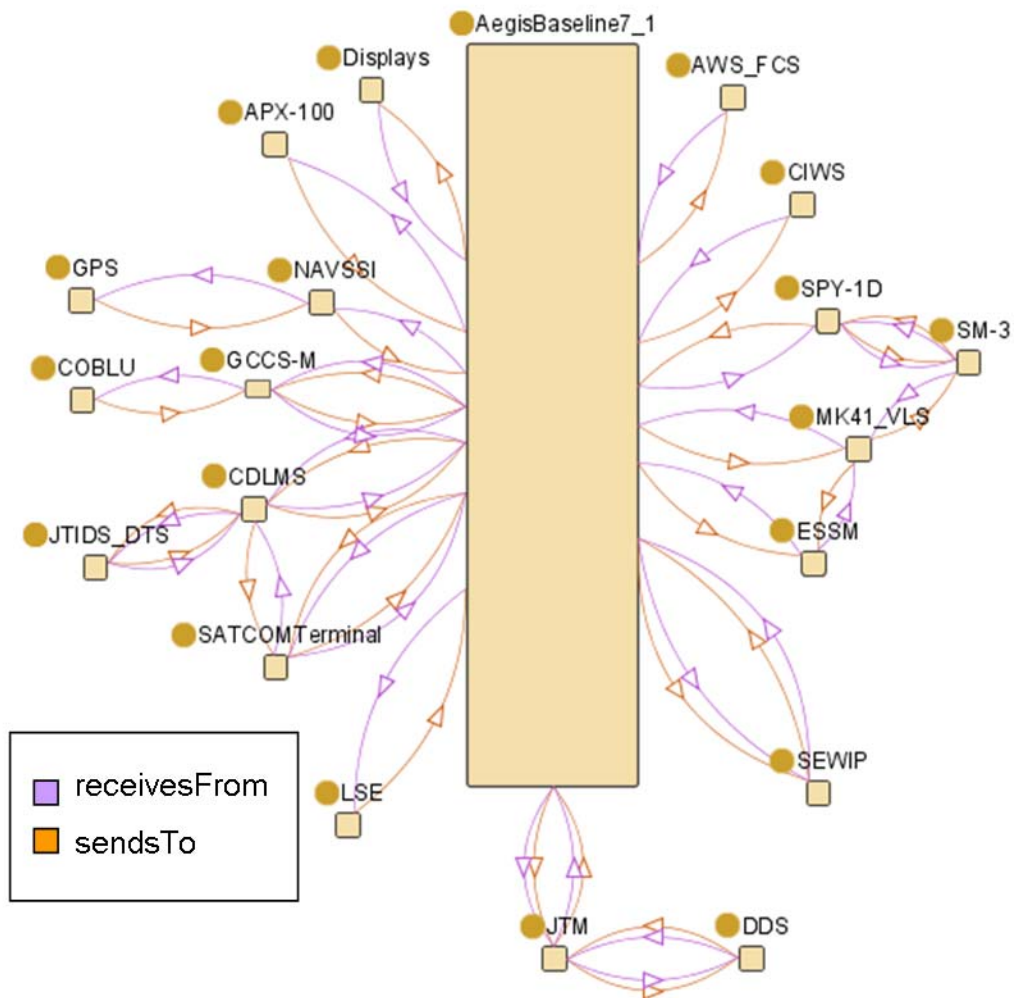 AegisBaseline7_1
Displays
AWS_FCS
APX-100
CIWS
GPS
NAVSSI
SPY-1D
SM-3
COBLU
GCCS-M
MK41_VLS
CDLMS
JTIDS_DTS
ESSM
SATCOMTerminal
receivesFrom
sendsTo
LSE
SEWIP
JTM
DDS